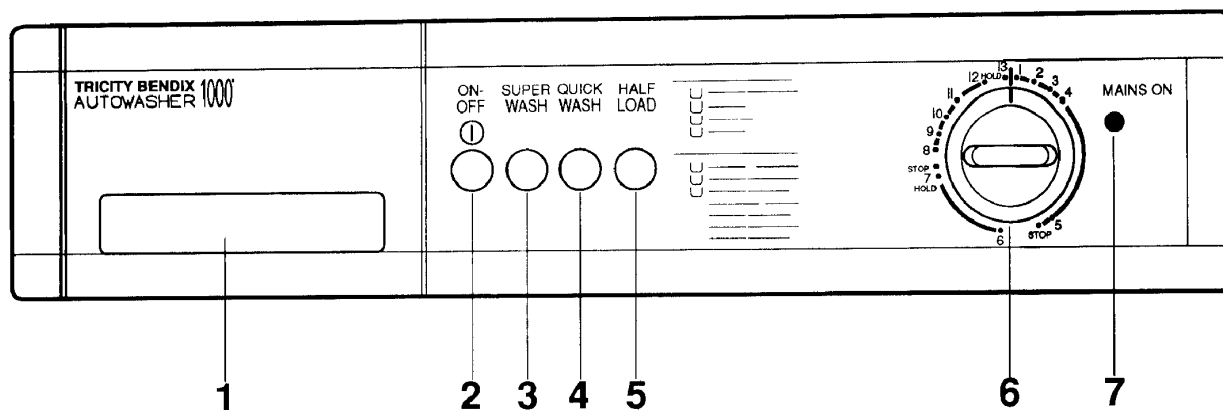 TRICITY BENDIX 1000
AUTOWASHER
ON-
OFF
SUPER
WASH
QUICK
WASH
HALF
LOAD
MAINS ON
13
1
2
3
4
5
STOP
6
HOLD
7
STOP
8
9
10
11
12
HOLD
1
2
3
4
5
6
7